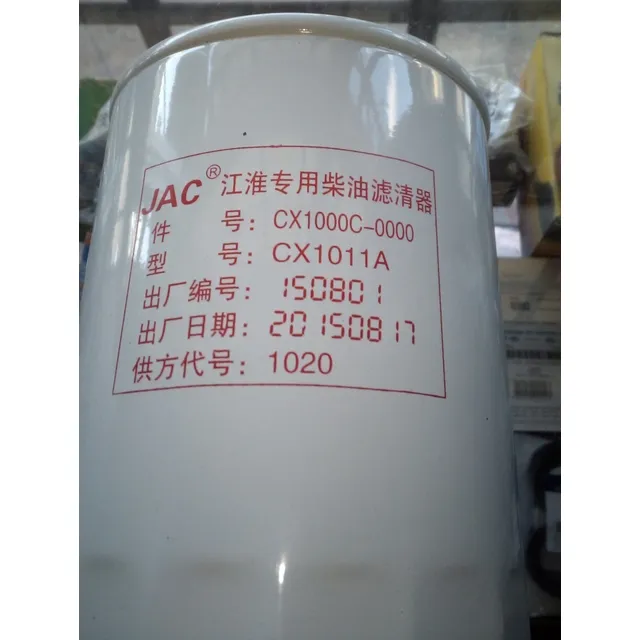 JAC® 江淮专用柴油滤清器
件 号: CX1000C-0000
型 号: CX1011A
出厂编号: 150801
出厂日期: 20150817
供方代号: 1020